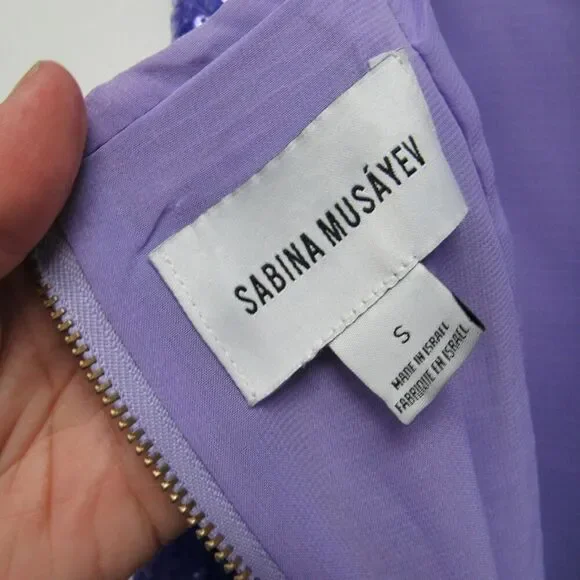 SABINA MUSÁYEV
S
MADE IN ISRAEL
FABRIQUE EN ISRAEL